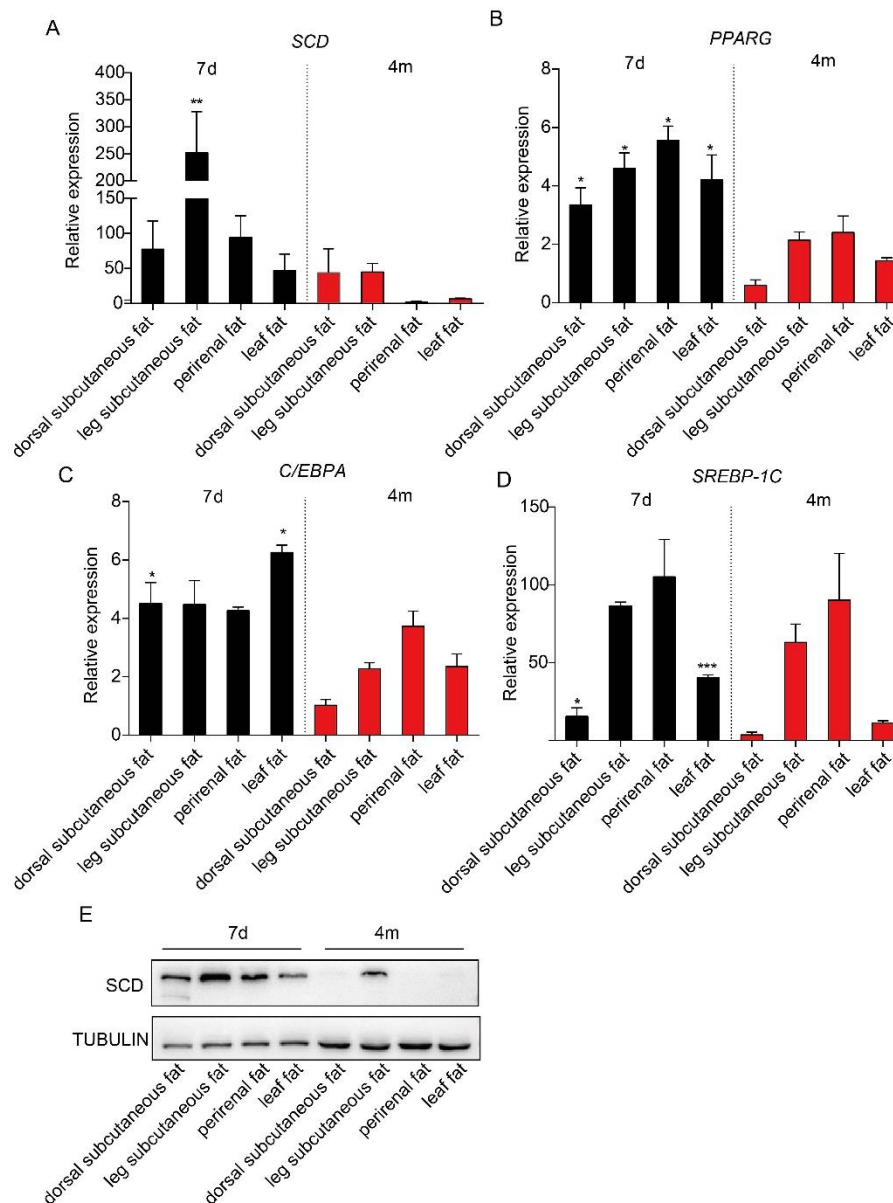 A
SCD
7d
4m
Relative expression
400
350
300
250
200
150
100
50
0
**
dorsal subcutaneous fat
leg subcutaneous fat
perirenal fat
leaf fat
dorsal subcutaneous fat
leg subcutaneous fat
perirenal fat
leaf fat
B
PPARG
7d
4m
Relative expression
8
6
4
2
0
*
*
*
*
dorsal subcutaneous fat
leg subcutaneous fat
perirenal fat
leaf fat
dorsal subcutaneous fat
leg subcutaneous fat
perirenal fat
leaf fat
C
C/EBPA
7d
4m
Relative expression
8
6
4
2
0
*
*
dorsal subcutaneous fat
leg subcutaneous fat
perirenal fat
leaf fat
dorsal subcutaneous fat
leg subcutaneous fat
perirenal fat
leaf fat
D
SREBP-1C
7d
4m
Relative expression
150
100
50
*
***
dorsal subcutaneous fat
leg subcutaneous fat
perirenal fat
leaf fat
dorsal subcutaneous fat
leg subcutaneous fat
perirenal fat
leaf fat
E
7d
4m
SCD
TUBULIN
dorsal subcutaneous fat
leg subcutaneous fat
perirenal fat
leaf fat
dorsal subcutaneous fat
leg subcutaneous fat
perirenal fat
leaf fat